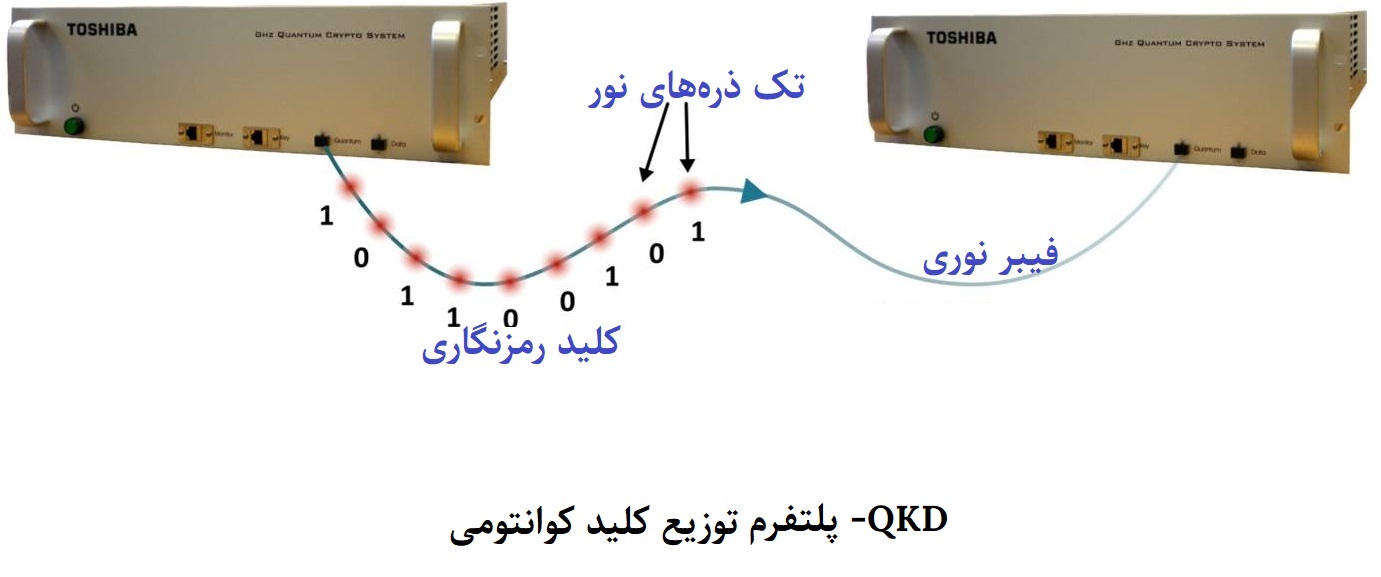 TOSHIBA
GHZ QUANTUM CRYPTO SYSTEM
Monitor
Key
Quantum
Data
TOSHIBA
GHZ QUANTUM CRYPTO SYSTEM
Monitor
Key
Quantum
Data
تک ذره‌های نور
1
0
1
1
0
0
1
0
1
کلید رمزنگاری
فیبر نوری
QKD- پلتفرم توزیع کلید کوانتومی